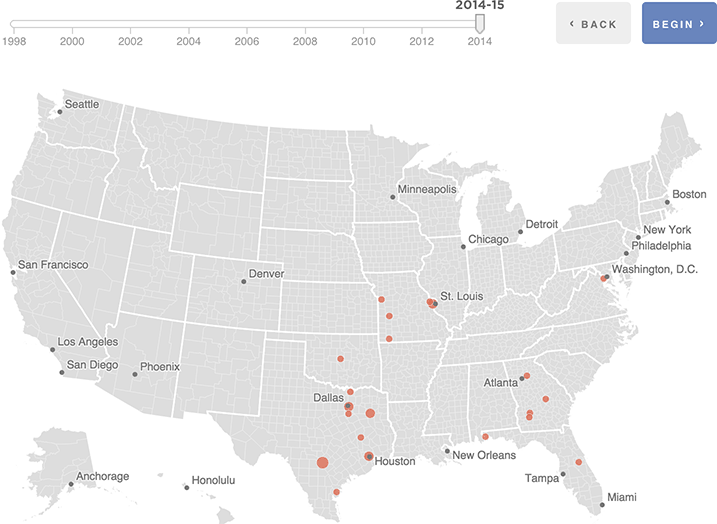 2014-15
1998 2000 2002 2004 2006 2008 2010 2012 2014
‹ BACK
BEGIN ›
Seattle
Minneapolis
Boston
Detroit
New York
Chicago
Philadelphia
San Francisco
Washington, D.C.
Denver
St. Louis
Los Angeles
San Diego
Phoenix
Atlanta
Dallas
New Orleans
Houston
Anchorage
Honolulu
Tampa
Miami